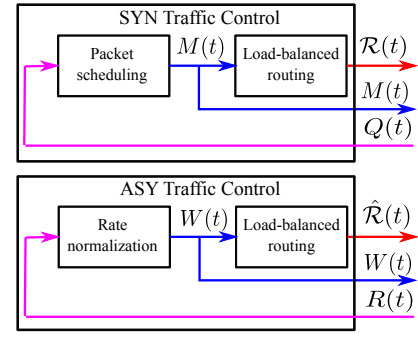 SYN Traffic Control
Packet
scheduling
M(t)
Load-balanced
routing
ℛ(t)
M(t)
Q(t)
ASY Traffic Control
Rate
normalization
W(t)
Load-balanced
routing
ℛ̂(t)
W(t)
R(t)